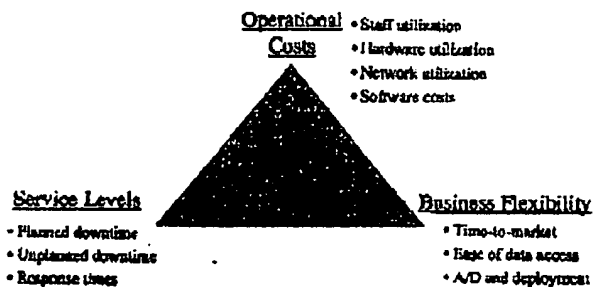 Operational
Costs
• Staff utilization
• Hardware utilization
• Network utilization
• Software costs
Service Levels
• Planned downtime
• Unplanned downtime
• Response times
Business Flexibility
• Time-to-market
• Ease of data access
• A/D and deployment